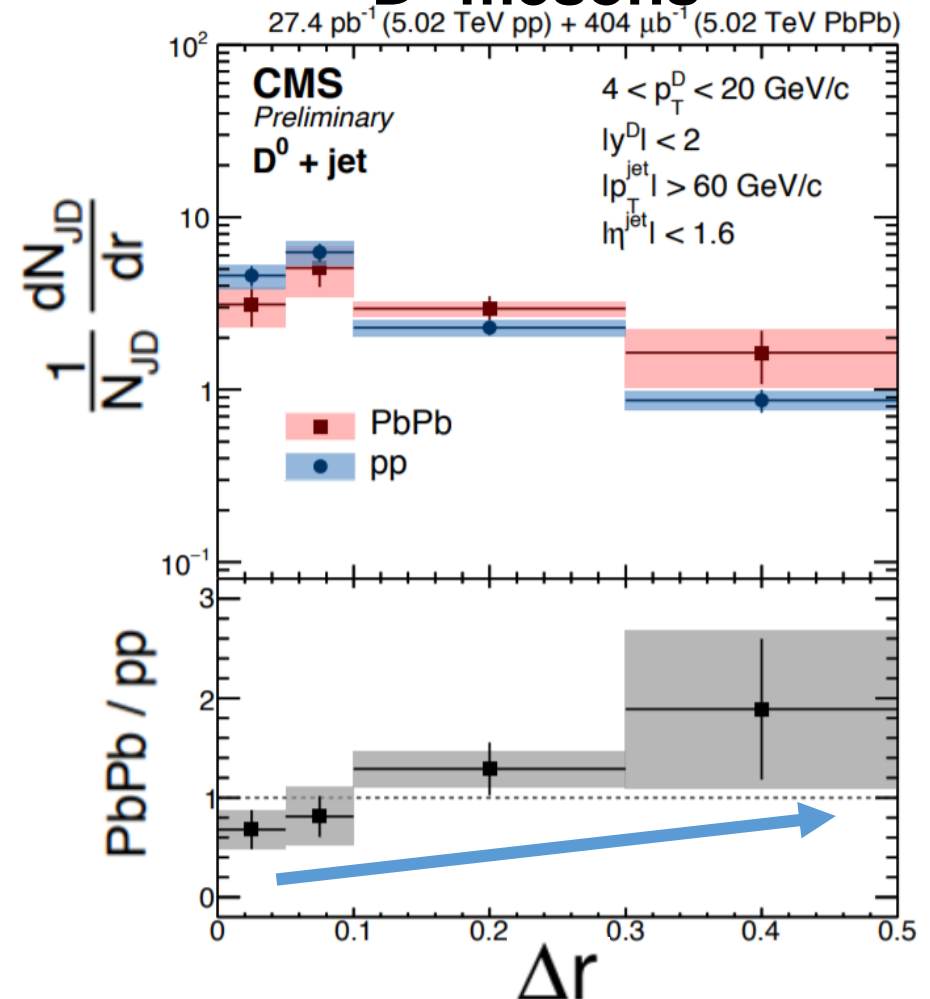 27.4 pb⁻¹ (5.02 TeV pp) + 404 μb⁻¹ (5.02 TeV PbPb)
CMS
Preliminary
D⁰ + jet
4 < p_T^D < 20 GeV/c
|y^D| < 2
|p_T^jet| > 60 GeV/c
|η^jet| < 1.6
10²
10
1
10⁻¹
1/N_JD dN_JD/dr
PbPb
pp
PbPb / pp
3
2
1
0
0 0.1 0.2 0.3 0.4 0.5
Δr